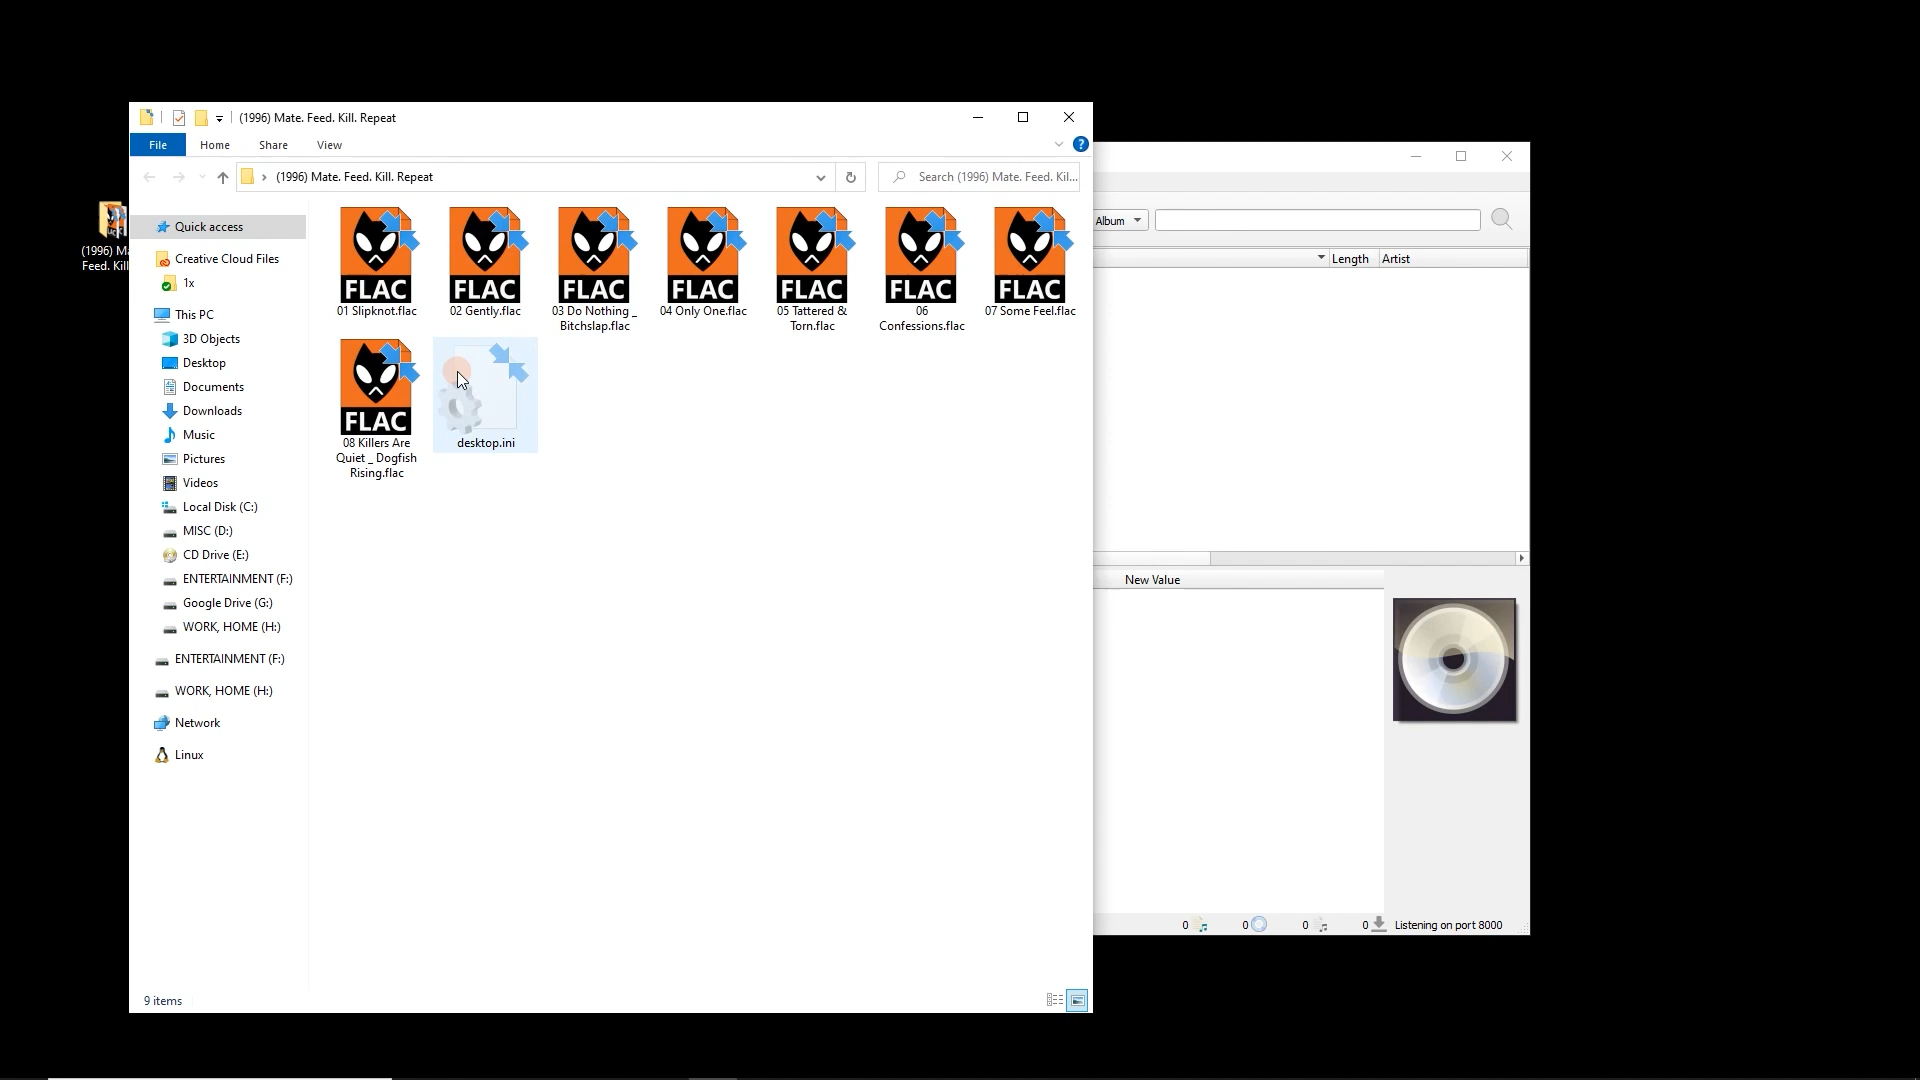 (1996) Mate. Feed. Kill. Repeat
File Home Share View
(1996) Mate. Feed. Kill. Repeat
Search (1996) Mate. Feed. Kil...
Album
Length Artist
(1996) Ma
Feed. Kill
Quick access
Creative Cloud Files
1x
This PC
3D Objects
Desktop
Documents
Downloads
Music
Pictures
Videos
Local Disk (C:)
MISC (D:)
CD Drive (E:)
ENTERTAINMENT (F:)
Google Drive (G:)
WORK, HOME (H:)
ENTERTAINMENT (F:)
WORK, HOME (H:)
Network
Linux
FLAC FLAC FLAC FLAC FLAC FLAC FLAC
01 Slipknot.flac
02 Gently.flac
03 Do Nothing _
Bitchslap.flac
04 Only One.flac
05 Tattered &
Torn.flac
06
Confessions.flac
07 Some Feel.flac
FLAC
08 Killers Are
Quiet _ Dogfish
Rising.flac
desktop.ini
New Value
0 0 0 0 Listening on port 8000
9 items